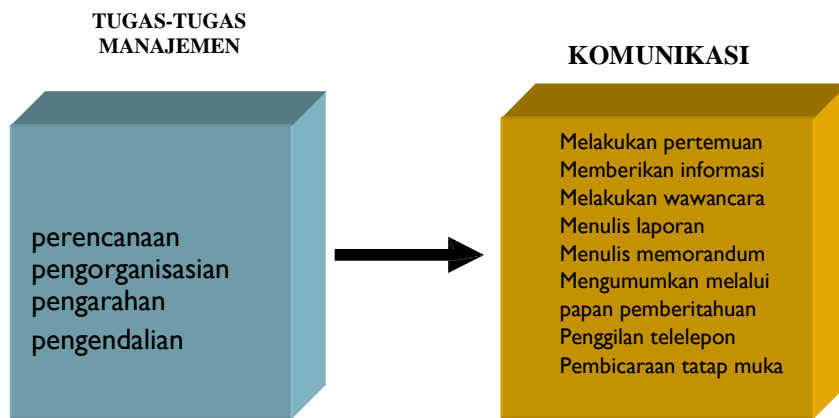 TUGAS-TUGAS
MANAJEMEN
perencanaan
pengorganisasian
pengarahan
pengendalian
KOMUNIKASI
Melakukan pertemuan
Memberikan informasi
Melakukan wawancara
Menulis laporan
Menulis memorandum
Mengumumkan melalui
papan pemberitahuan
Penggilan telelepon
Pembicaraan tatap muka